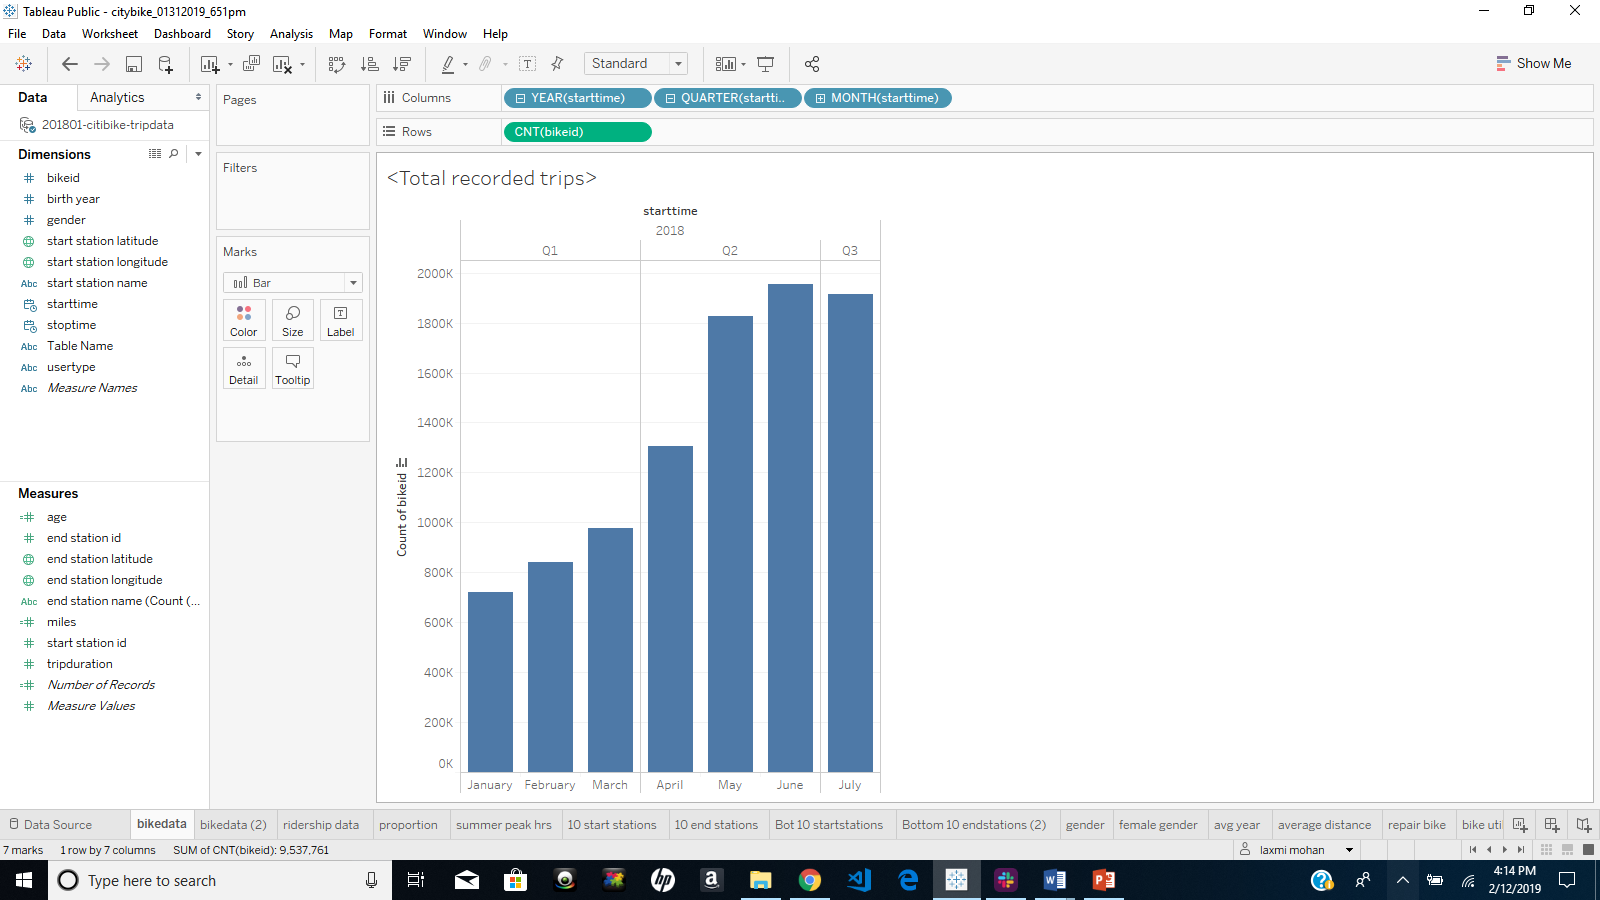 Tableau Public - citybike_01312019_651pm
File Data Worksheet Dashboard Story Analysis Map Format Window Help
Standard
Show Me
Data Analytics
201801-citibike-tripdata
Dimensions
bikeid
birth year
gender
start station latitude
start station longitude
Abc start station name
starttime
stoptime
Abc Table Name
Abc usertype
Abc Measure Names
Measures
age
end station id
end station latitude
end station longitude
Abc end station name (Count (...
miles
start station id
tripduration
Number of Records
Measure Values
Pages
Filters
Marks
Bar
Color Size Label
Detail Tooltip
Columns YEAR(starttime) QUARTER(startti.. MONTH(starttime)
Rows CNT(bikeid)
<Total recorded trips>
starttime
2018
Q1 Q2 Q3
Count of bikeid
2000K
1800K
1600K
1400K
1200K
1000K
800K
600K
400K
200K
0K
January February March April May June July
Data Source bikedata bikedata (2) ridership data proportion summer peak hrs 10 start stations 10 end stations Bot 10 startstations Bottom 10 endstations (2) gender female gender avg year average distance repair bike bike uti
7 marks 1 row by 7 columns SUM of CNT(bikeid): 9,537,761 laxmi mohan
Type here to search
4:14 PM
2/12/2019